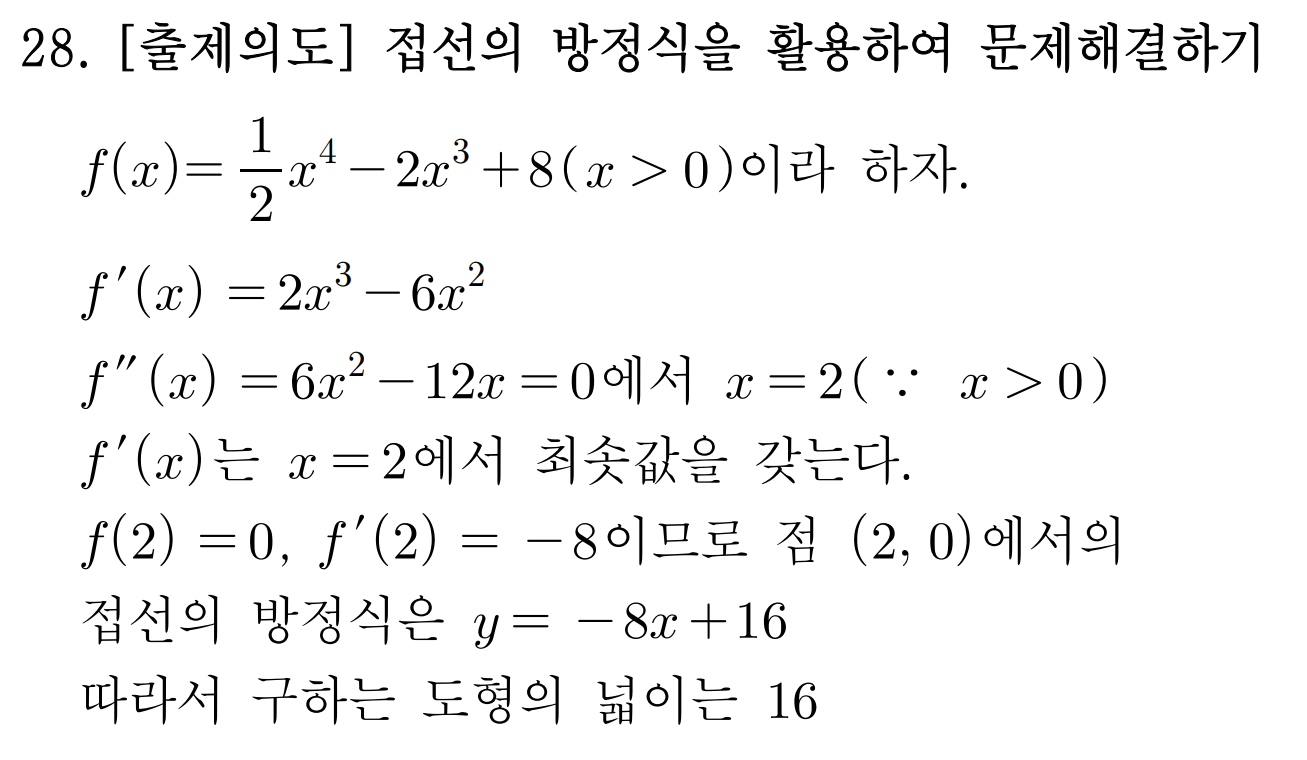 28. [출제의도] 접선의 방정식을 활용하여 문제해결하기
f(x)=\frac{1}{2}x^4-2x^3+8(x>0)이라 하자.
f′(x)=2x^3-6x^2
f″(x)=6x^2-12x=0에서 x=2(∵ x>0)
f′(x)는 x=2에서 최솟값을 갖는다.
f(2)=0, f′(2)=-8이므로 점 (2, 0)에서의
접선의 방정식은 y=-8x+16
따라서 구하는 도형의 넓이는 16